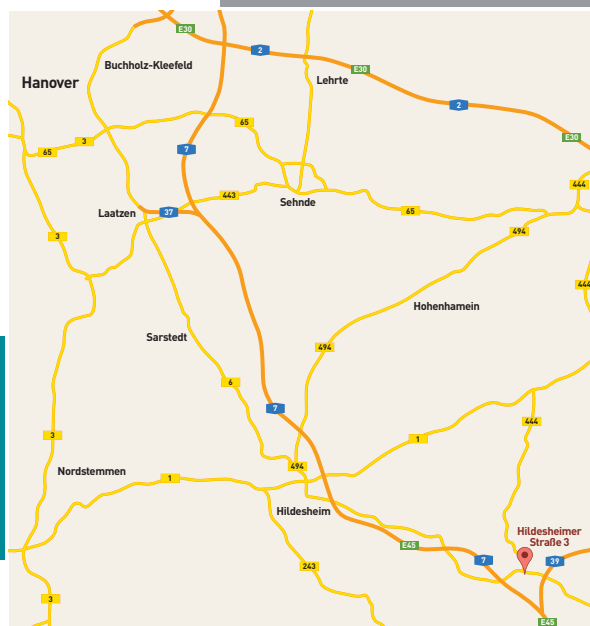 E30
2
Buchholz-Kleefeld
E30
Hanover
Lehrte
2
65
E30
3
65
7
444
443
Sehnde
37
65
Laatzen
494
3
444
Hohenhamein
Sarstedt
494
6
7
444
3
1
494
Nordstemmen
1
Hildesheim
Hildesheimer
Straße 3
E45
7
39
243
3
E45